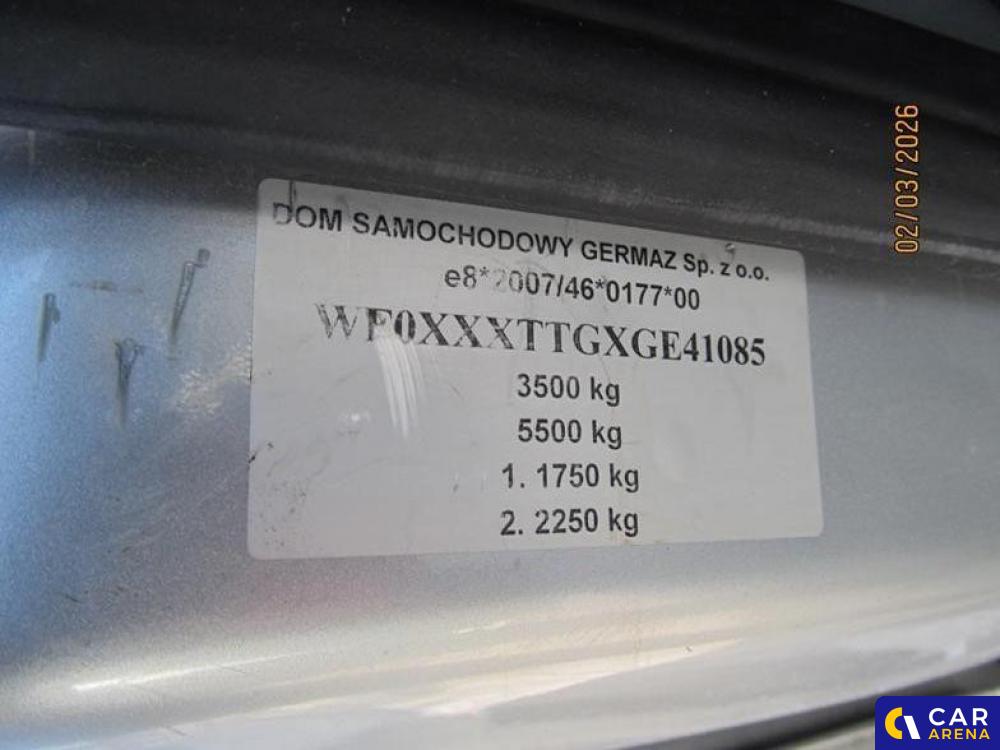 DOM SAMOCHODOWY GERMAZ Sp. z o.o.
e8*2007/46*0177*00
WF0XXXTTGXGE41085
3500 kg
5500 kg
1. 1750 kg
2. 2250 kg
02/03/2026
CAR
ARENA